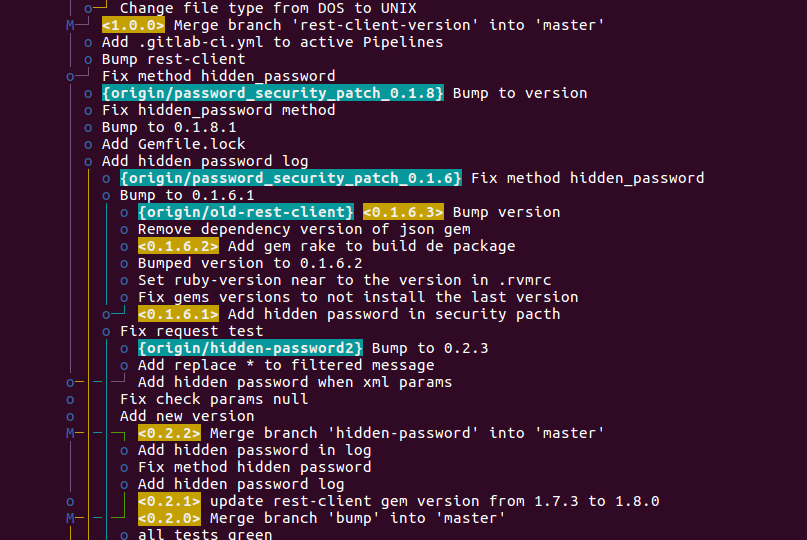 Change file type from DOS to UNIX
<1.0.0> Merge branch 'rest-client-version' into 'master'
Add .gitlab-ci.yml to active Pipelines
Bump rest-client
Fix method hidden_password
{origin/password_security_patch_0.1.8} Bump to version
Fix hidden_password method
Bump to 0.1.8.1
Add Gemfile.lock
Add hidden password log
{origin/password_security_patch_0.1.6} Fix method hidden_password
Bump to 0.1.6.1
{origin/old-rest-client} <0.1.6.3> Bump version
Remove dependency version of json gem
<0.1.6.2> Add gem rake to build de package
Bumped version to 0.1.6.2
Set ruby-version near to the version in .rvmrc
Fix gems versions to not install the last version
<0.1.6.1> Add hidden password in security pacth
Fix request test
{origin/hidden-password2} Bump to 0.2.3
Add replace * to filtered message
Add hidden password when xml params
Fix check params null
Add new version
<0.2.2> Merge branch 'hidden-password' into 'master'
Add hidden password in log
Fix method hidden password
Add hidden password log
<0.2.1> update rest-client gem version from 1.7.3 to 1.8.0
<0.2.0> Merge branch 'bump' into 'master'
all tests green